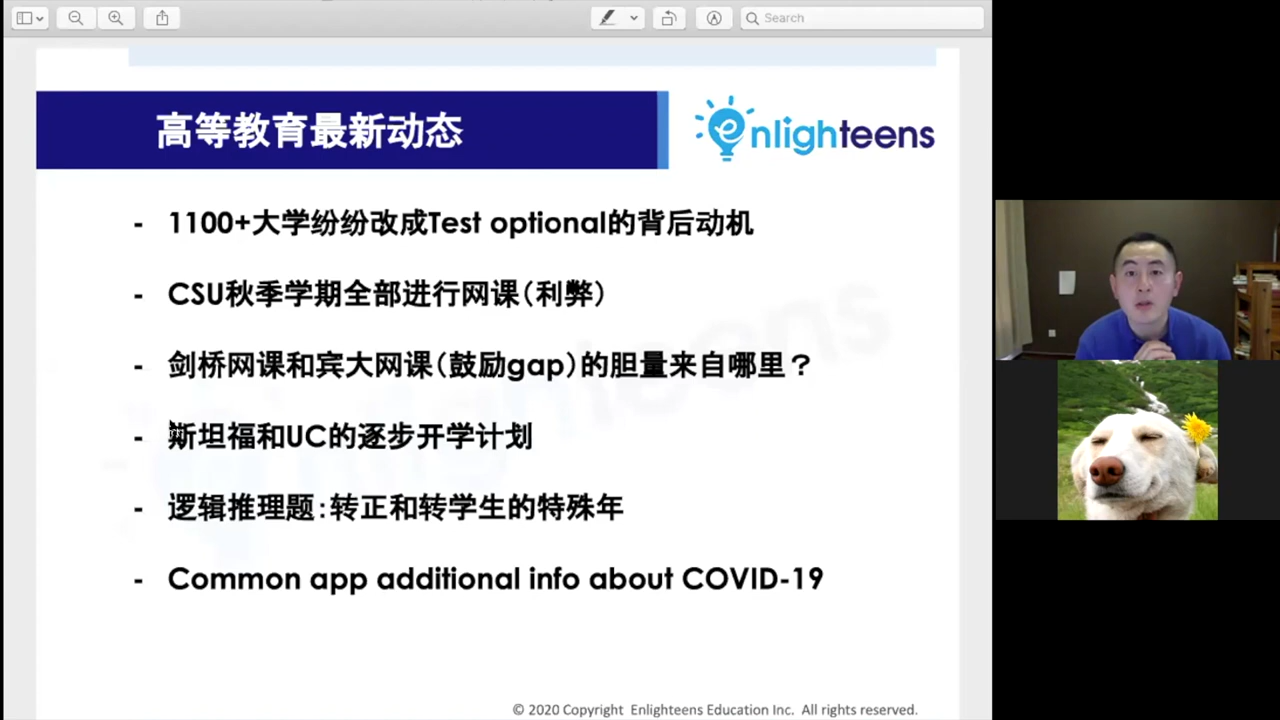 Search
高等教育最新动态
enlighteens
- 1100+大学纷纷改成Test optional的背后动机
- CSU秋季学期全部进行网课（利弊）
- 剑桥网课和宾大网课（鼓励gap）的胆量来自哪里？
- 斯坦福和UC的逐步开学计划
- 逻辑推理题：转正和转学生的特殊年
- Common app additional info about COVID-19
© 2020 Copyright Enlighteens Education Inc. All rights reserved.